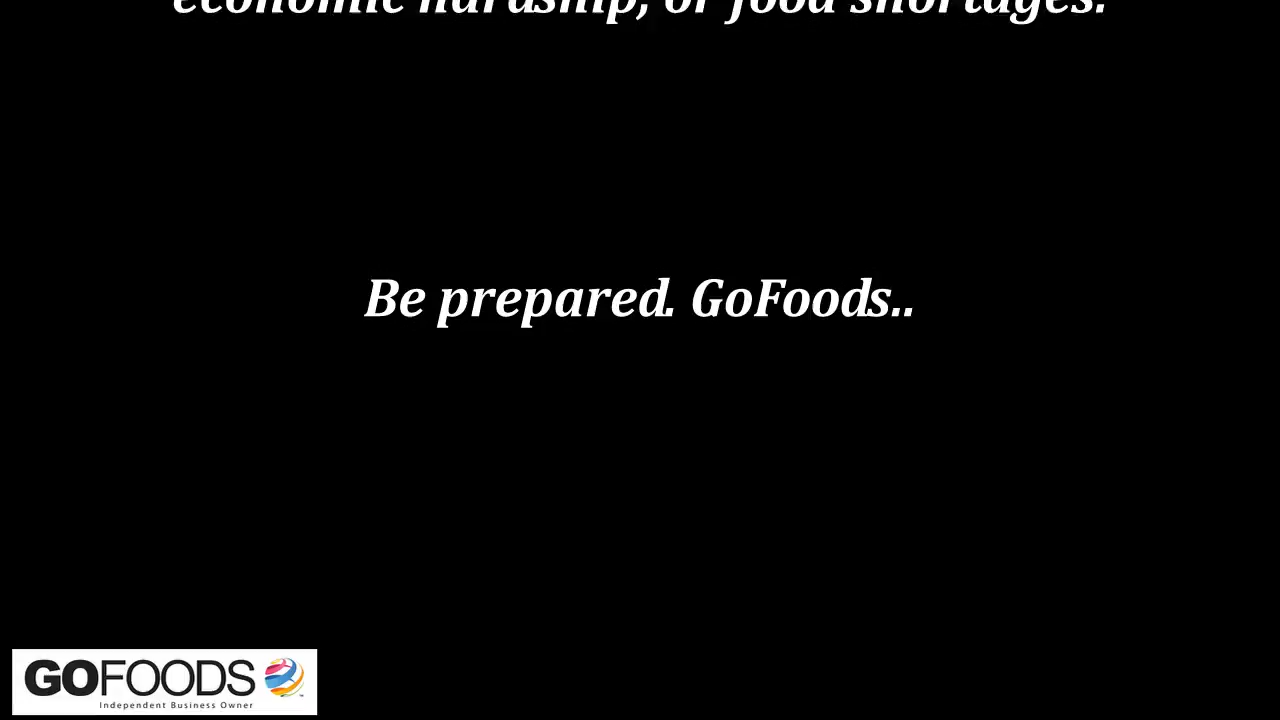 economic hardship, or food shortages.
Be prepared. GoFoods..
GOFOODS
Independent Business Owner